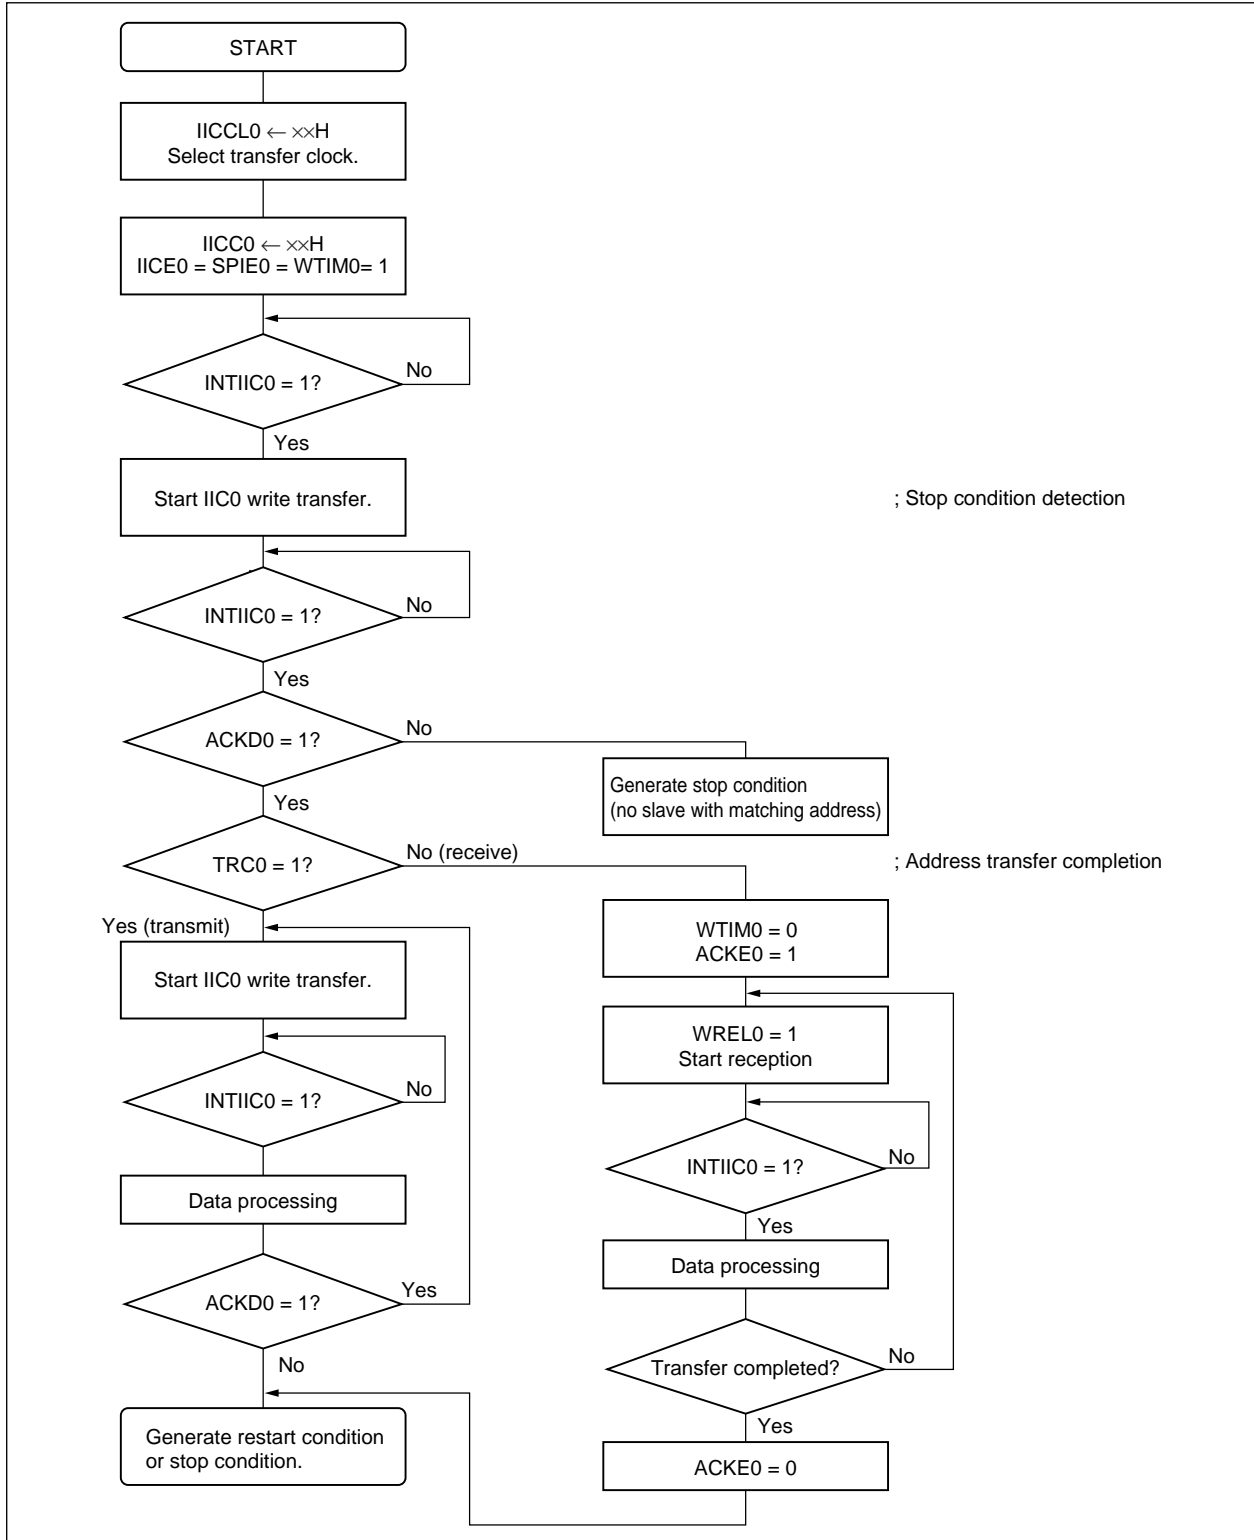 START
IICCL0 ← ××H
Select transfer clock.
IICC0 ← ××H
IICE0 = SPIE0 = WTIM0= 1
INTIIC0 = 1?
No
Yes
Start IIC0 write transfer.
; Stop condition detection
INTIIC0 = 1?
No
Yes
ACKD0 = 1?
No
Generate stop condition
(no slave with matching address)
Yes
TRC0 = 1?
No (receive)
; Address transfer completion
Yes (transmit)
Start IIC0 write transfer.
INTIIC0 = 1?
No
Data processing
ACKD0 = 1?
Yes
No
WTIM0 = 0
ACKE0 = 1
WREL0 = 1
Start reception
INTIIC0 = 1?
No
Yes
Data processing
Transfer completed?
No
Yes
ACKE0 = 0
Generate restart condition
or stop condition.